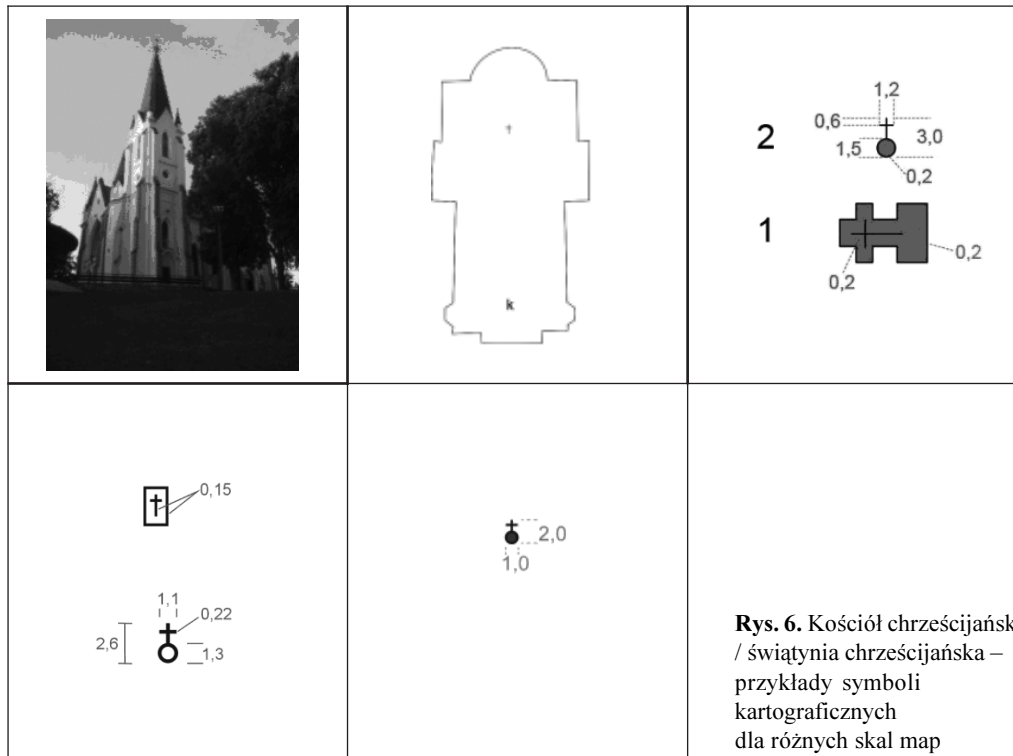 †
k
2
1,2
0,6
3,0
1,5
0,2
1
0,2
0,2
0,15
1,1
0,22
2,6
1,3
2,0
1,0
Rys. 6. Kościół chrześcijańsk
/ świątynia chrześcijańska –
przykłady symboli
kartograficznych
dla różnych skal map